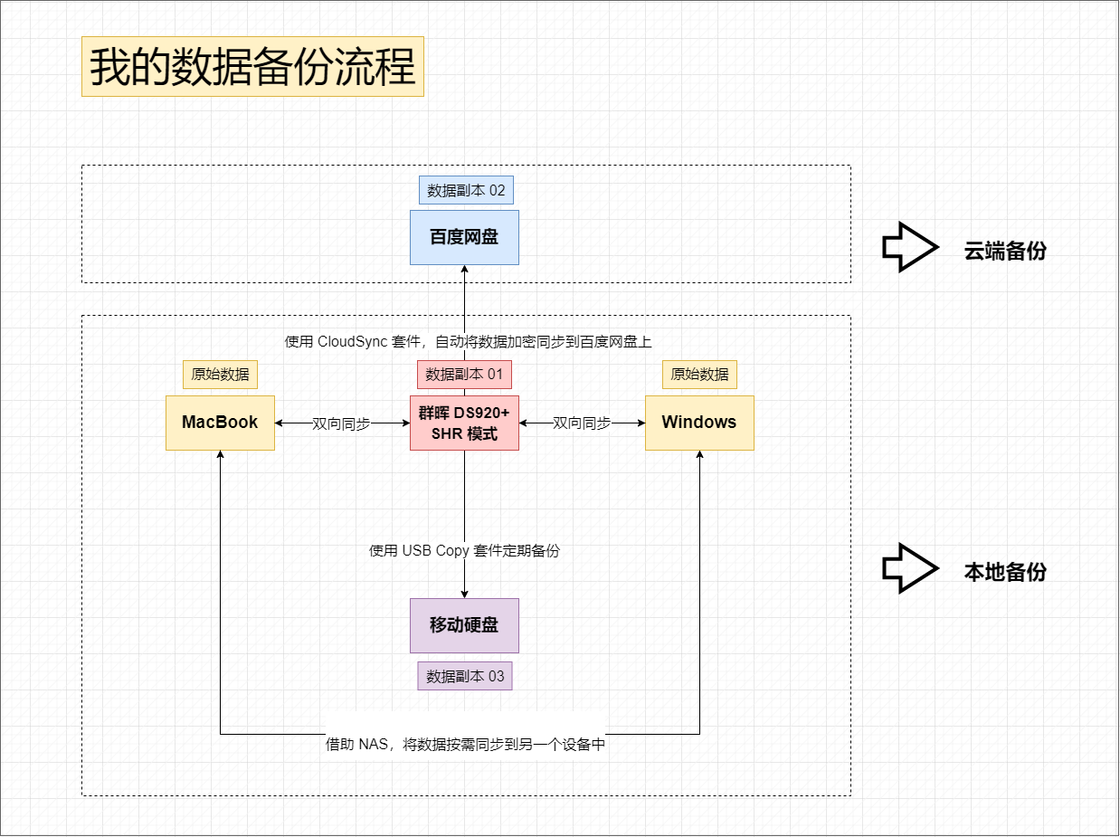 我的数据备份流程
数据副本 02
百度网盘
云端备份
使用 CloudSync 套件，自动将数据加密同步到百度网盘上
原始数据
数据副本 01
原始数据
MacBook
双向同步
群晖 DS920+
SHR 模式
双向同步
Windows
使用 USB Copy 套件定期备份
本地备份
移动硬盘
数据副本 03
借助 NAS，将数据按需同步到另一个设备中